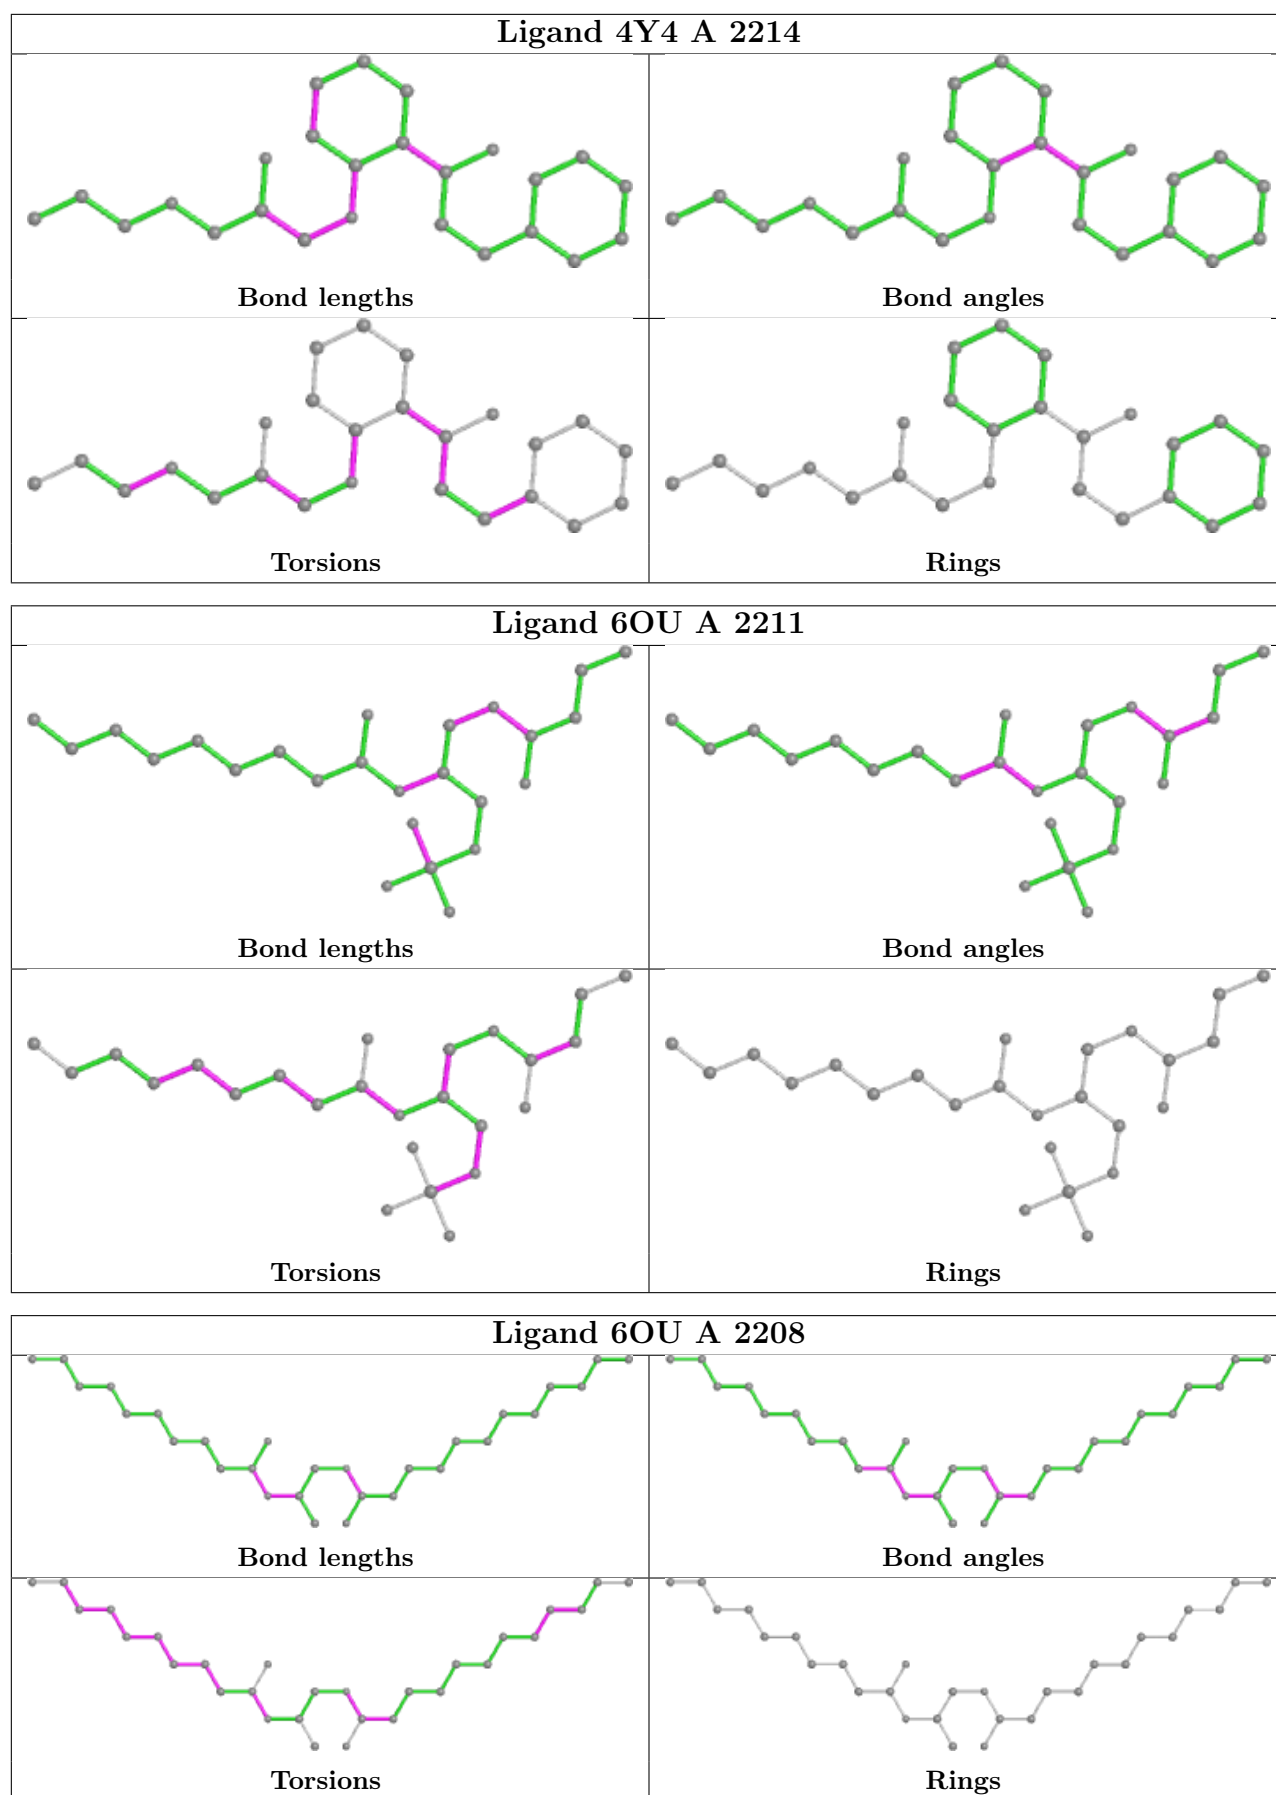 Ligand 4Y4 A 2214
Bond lengths
Bond angles
Torsions
Rings
Ligand 6OU A 2211
Bond lengths
Bond angles
Torsions
Rings
Ligand 6OU A 2208
Bond lengths
Bond angles
Torsions
Rings